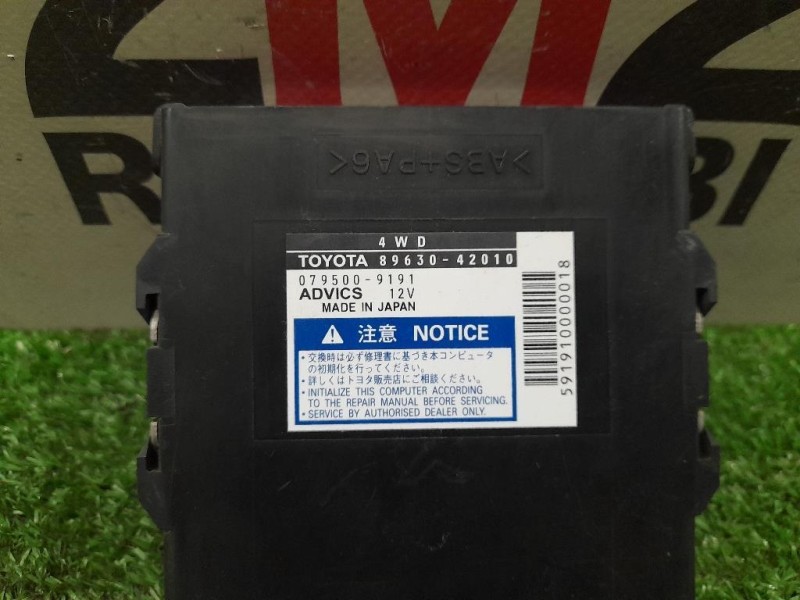 >ABS+PA6<
4WD
TOYOTA 89630-42010
079500-9191
ADVICS 12V
MADE IN JAPAN
注意 NOTICE
・交換時は必ず修理書に基づき本コンピュータ
の初期化を行ってください。
・詳しくはトヨタ販売店にご相談ください。
・INITIALIZE THIS COMPUTER ACCORDING
TO THE REPAIR MANUAL BEFORE SERVICING.
・SERVICE BY AUTHORISED DEALER ONLY.
591910000018